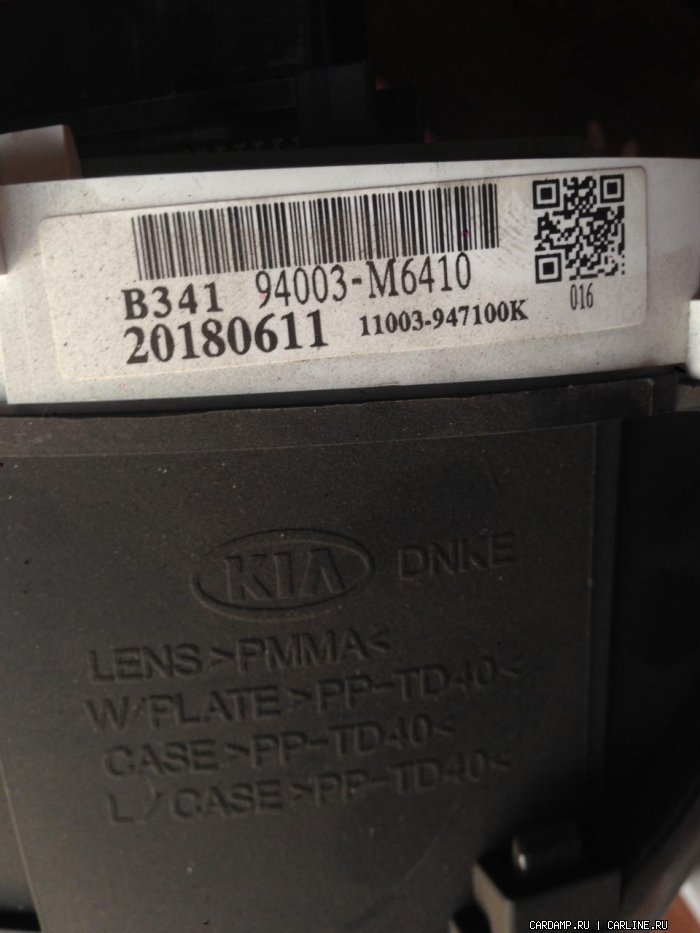 B341 94003-M6410
20180611 11003-947100K
016
KIA DNKE
LENS>PMMA<
W/PLATE>PP-TD40<
CASE>PP-TD40<
L/CASE>PP-TD40<
CARDAMP.RU | CARLINE.RU